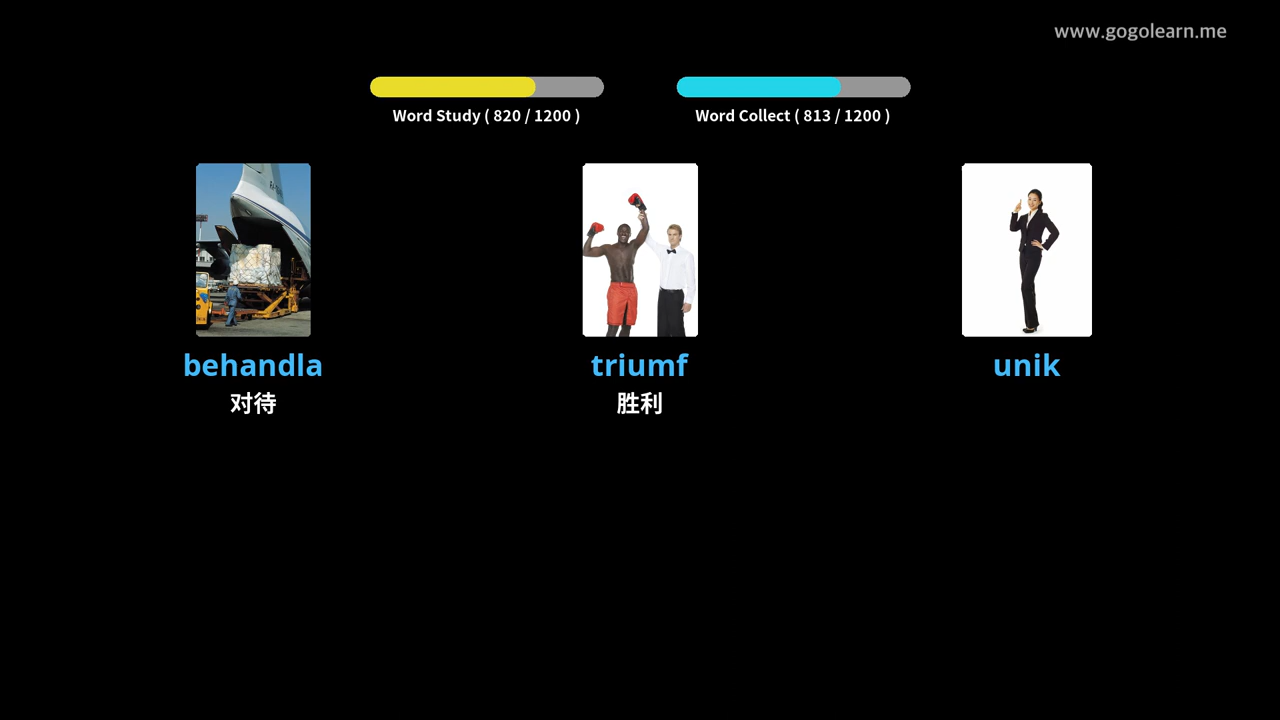 www.gogolearn.me
Word Study ( 820 / 1200 )
Word Collect ( 813 / 1200 )
behandla
triumf
unik
对待
胜利